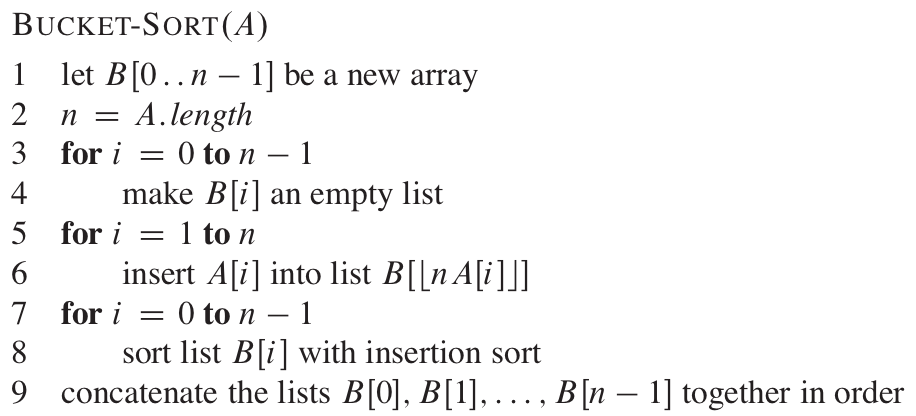 BUCKET-SORT(A)
1 let B[0..n − 1] be a new array
2 n = A.length
3 for i = 0 to n − 1
4 make B[i] an empty list
5 for i = 1 to n
6 insert A[i] into list B[⌊nA[i]⌋]
7 for i = 0 to n − 1
8 sort list B[i] with insertion sort
9 concatenate the lists B[0], B[1], . . . , B[n − 1] together in order